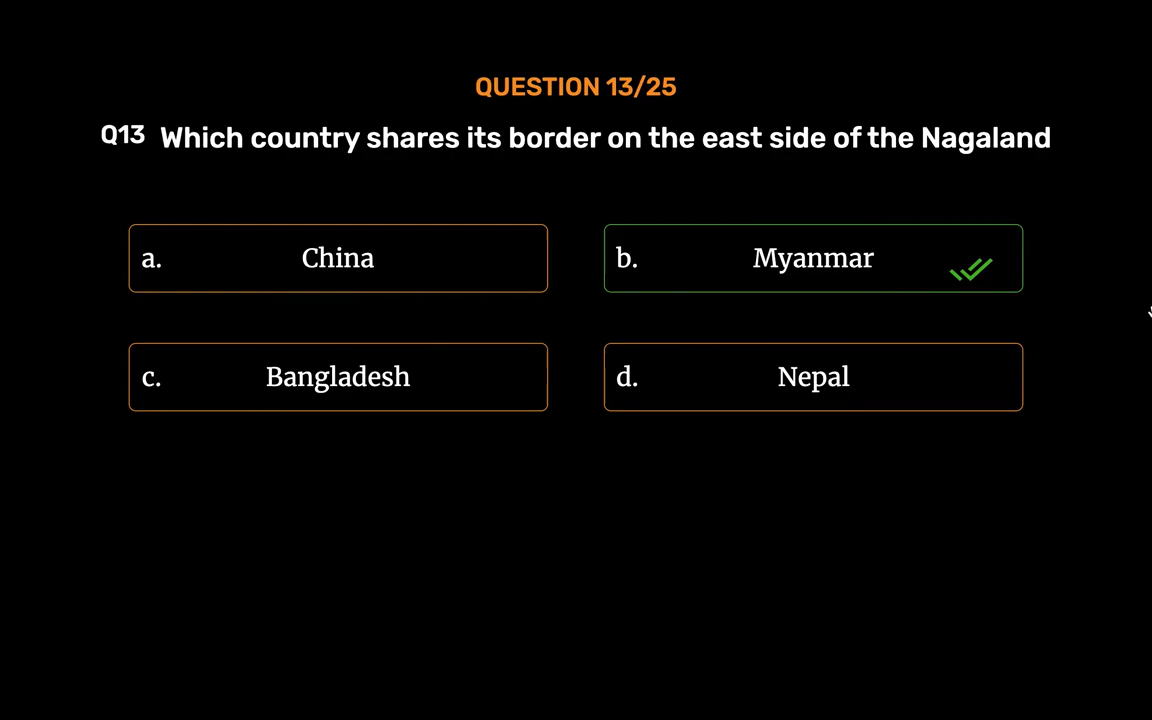 QUESTION 13/25
Q13 Which country shares its border on the east side of the Nagaland
a. China
b. Myanmar
c. Bangladesh
d. Nepal